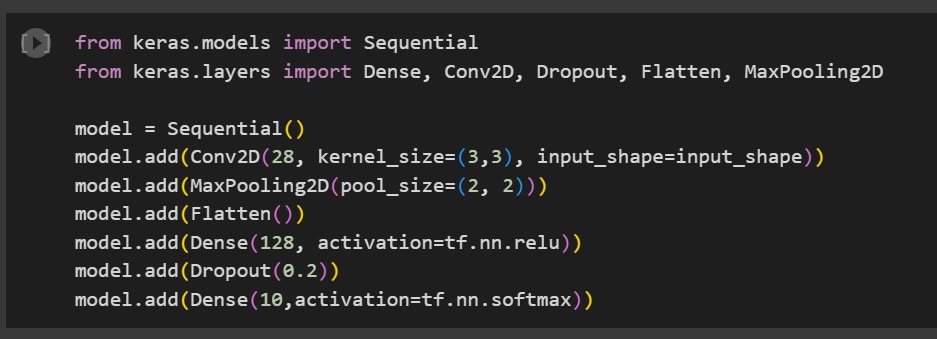 from keras.models import Sequential
from keras.layers import Dense, Conv2D, Dropout, Flatten, MaxPooling2D
model = Sequential()
model.add(Conv2D(28, kernel_size=(3,3), input_shape=input_shape))
model.add(MaxPooling2D(pool_size=(2, 2)))
model.add(Flatten())
model.add(Dense(128, activation=tf.nn.relu))
model.add(Dropout(0.2))
model.add(Dense(10,activation=tf.nn.softmax))